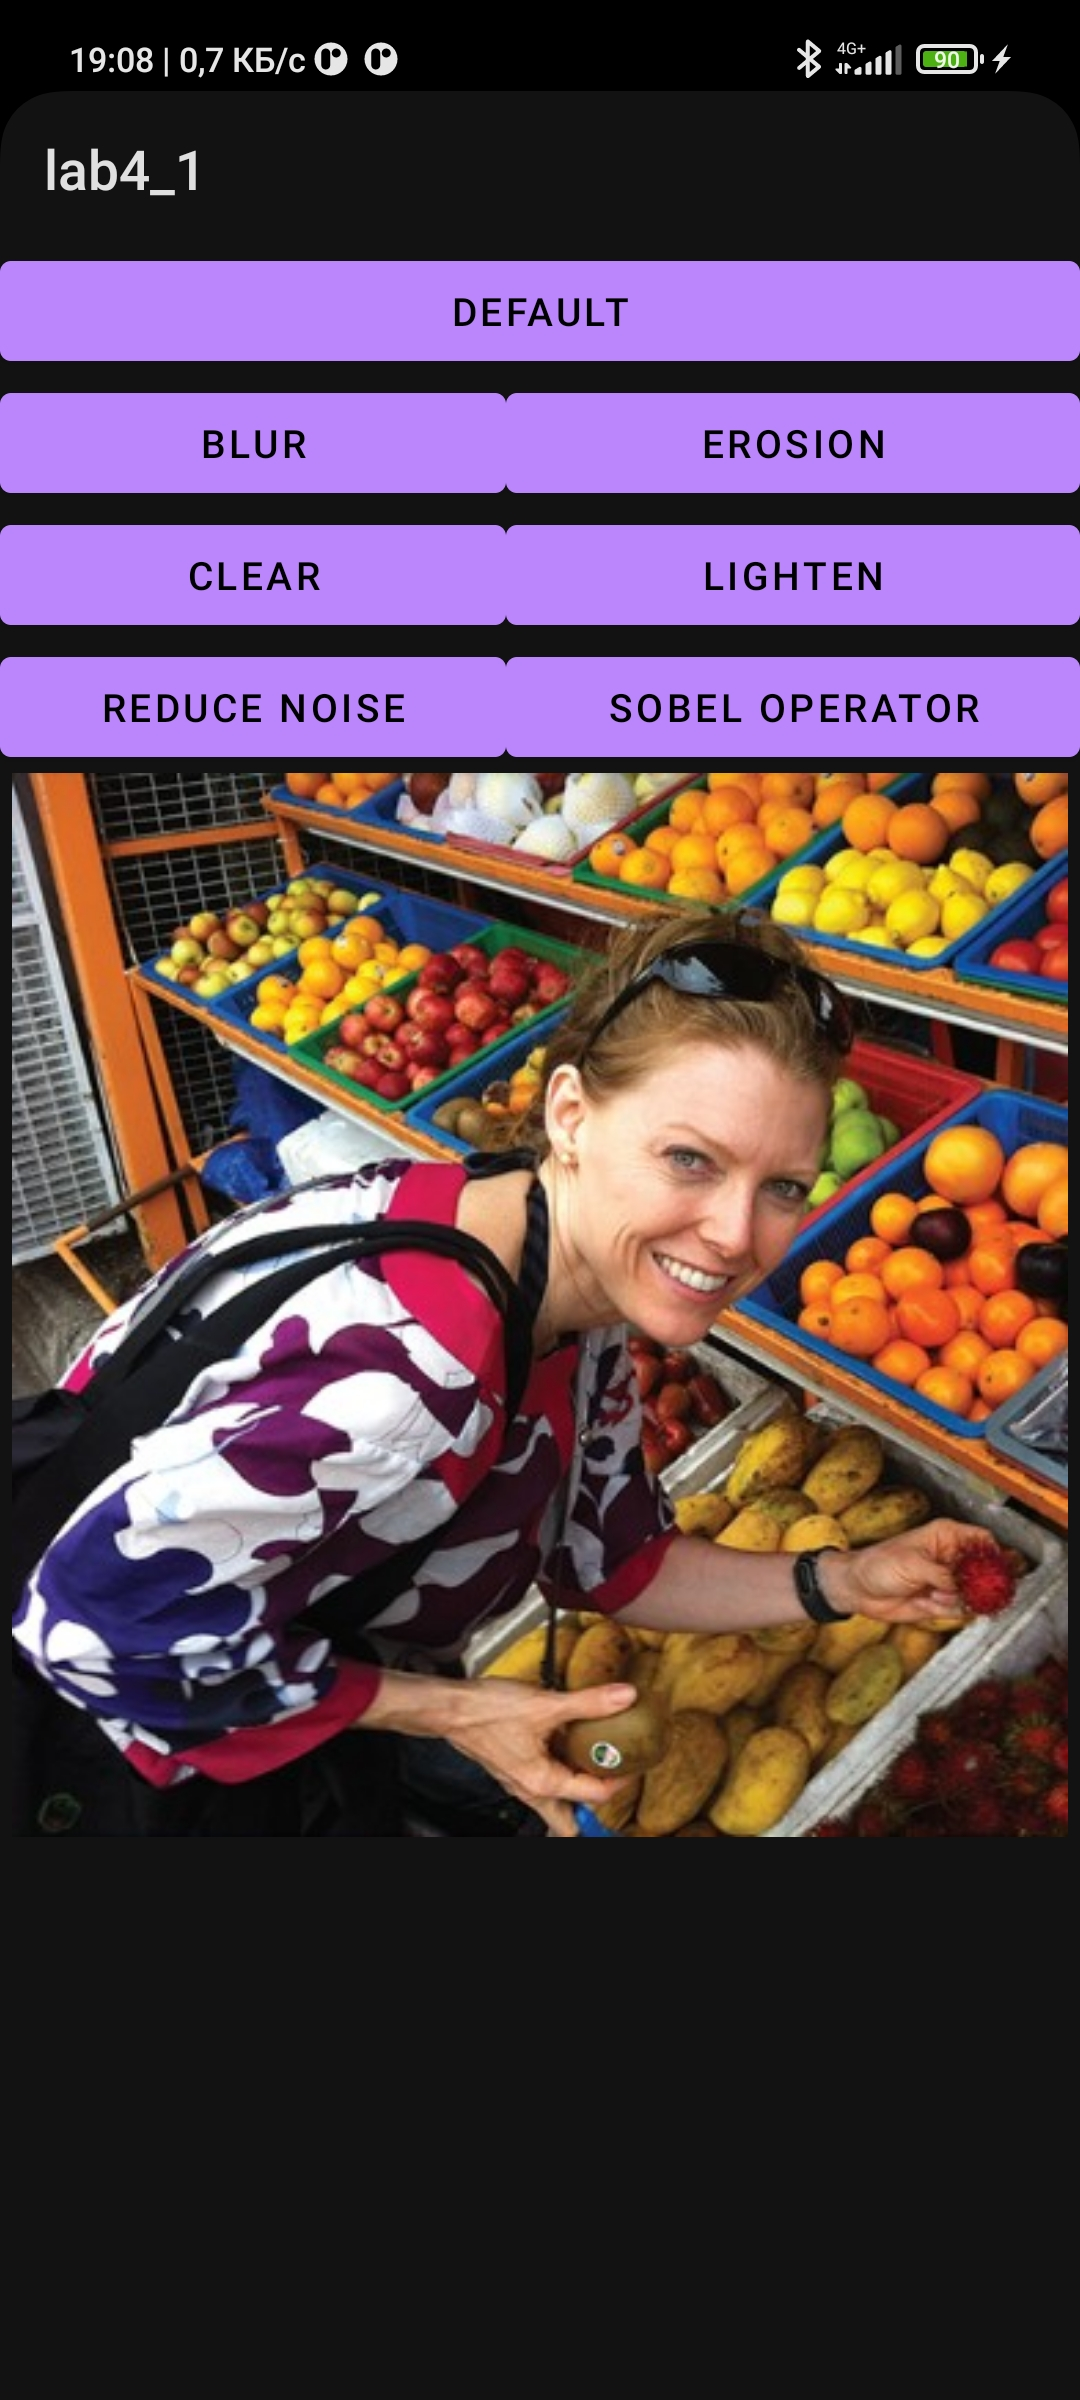 19:08 | 0,7 КБ/с 4G+ 90
lab4_1
DEFAULT
BLUR EROSION
CLEAR LIGHTEN
REDUCE NOISE SOBEL OPERATOR